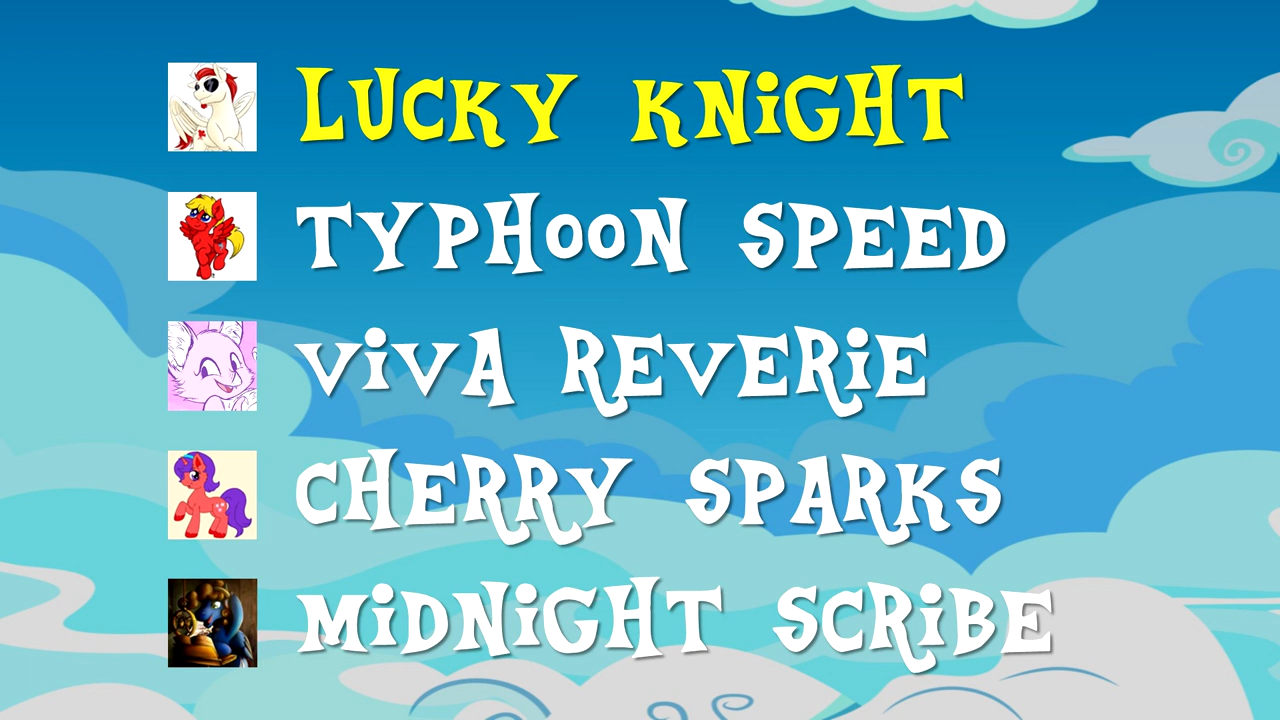 LUCKY KNiGHT
TYPHOON SPEED
ViVA REVERiE
CHERRY SPARKS
MiDNiGHT SCRiBE